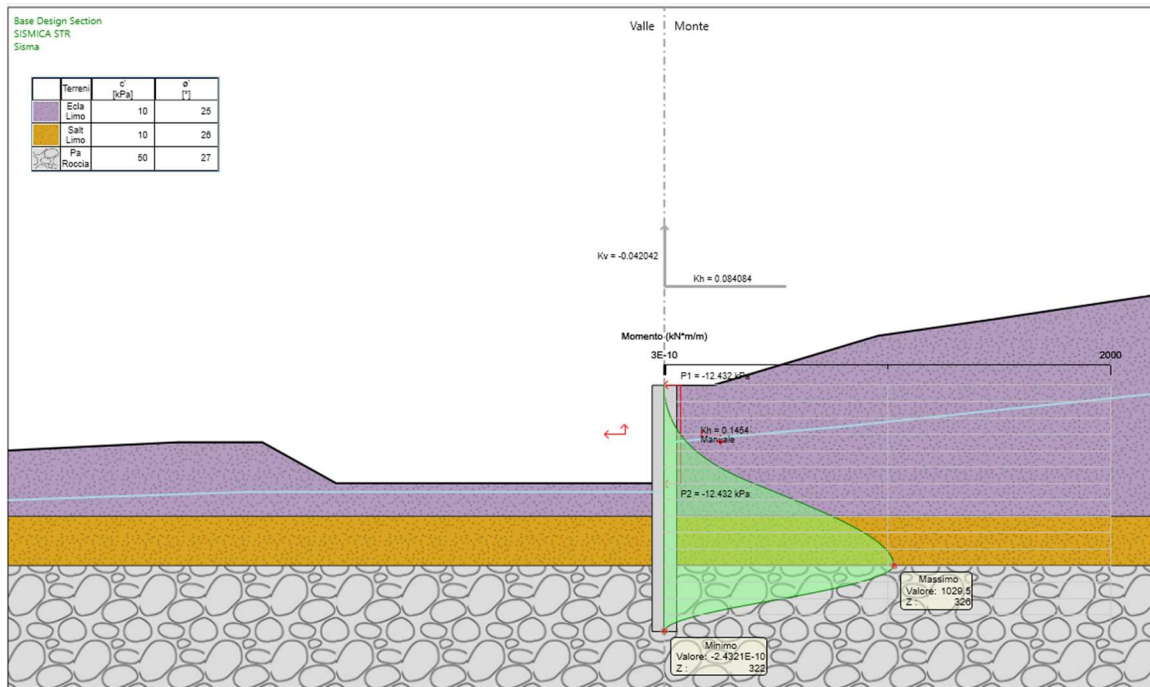 Base Design Section
SISMICA STR
Sisma
Valle Monte
Terreni c' ø'
[kPa] [°]
Ecla
Limo 10 25
Salt
Limo 10 26
Pa
Roccia 50 27
Kv = -0.042042
Kh = 0.084084
Momento (kN*m/m)
3E-10 2000
P1 = -12.432 kPa
Kh = 0.1454
Manuale
P2 = -12.432 kPa
Massimo
Valore: 1029.5
Z : 326
Minimo
Valore: -2.4321E-10
Z : 322